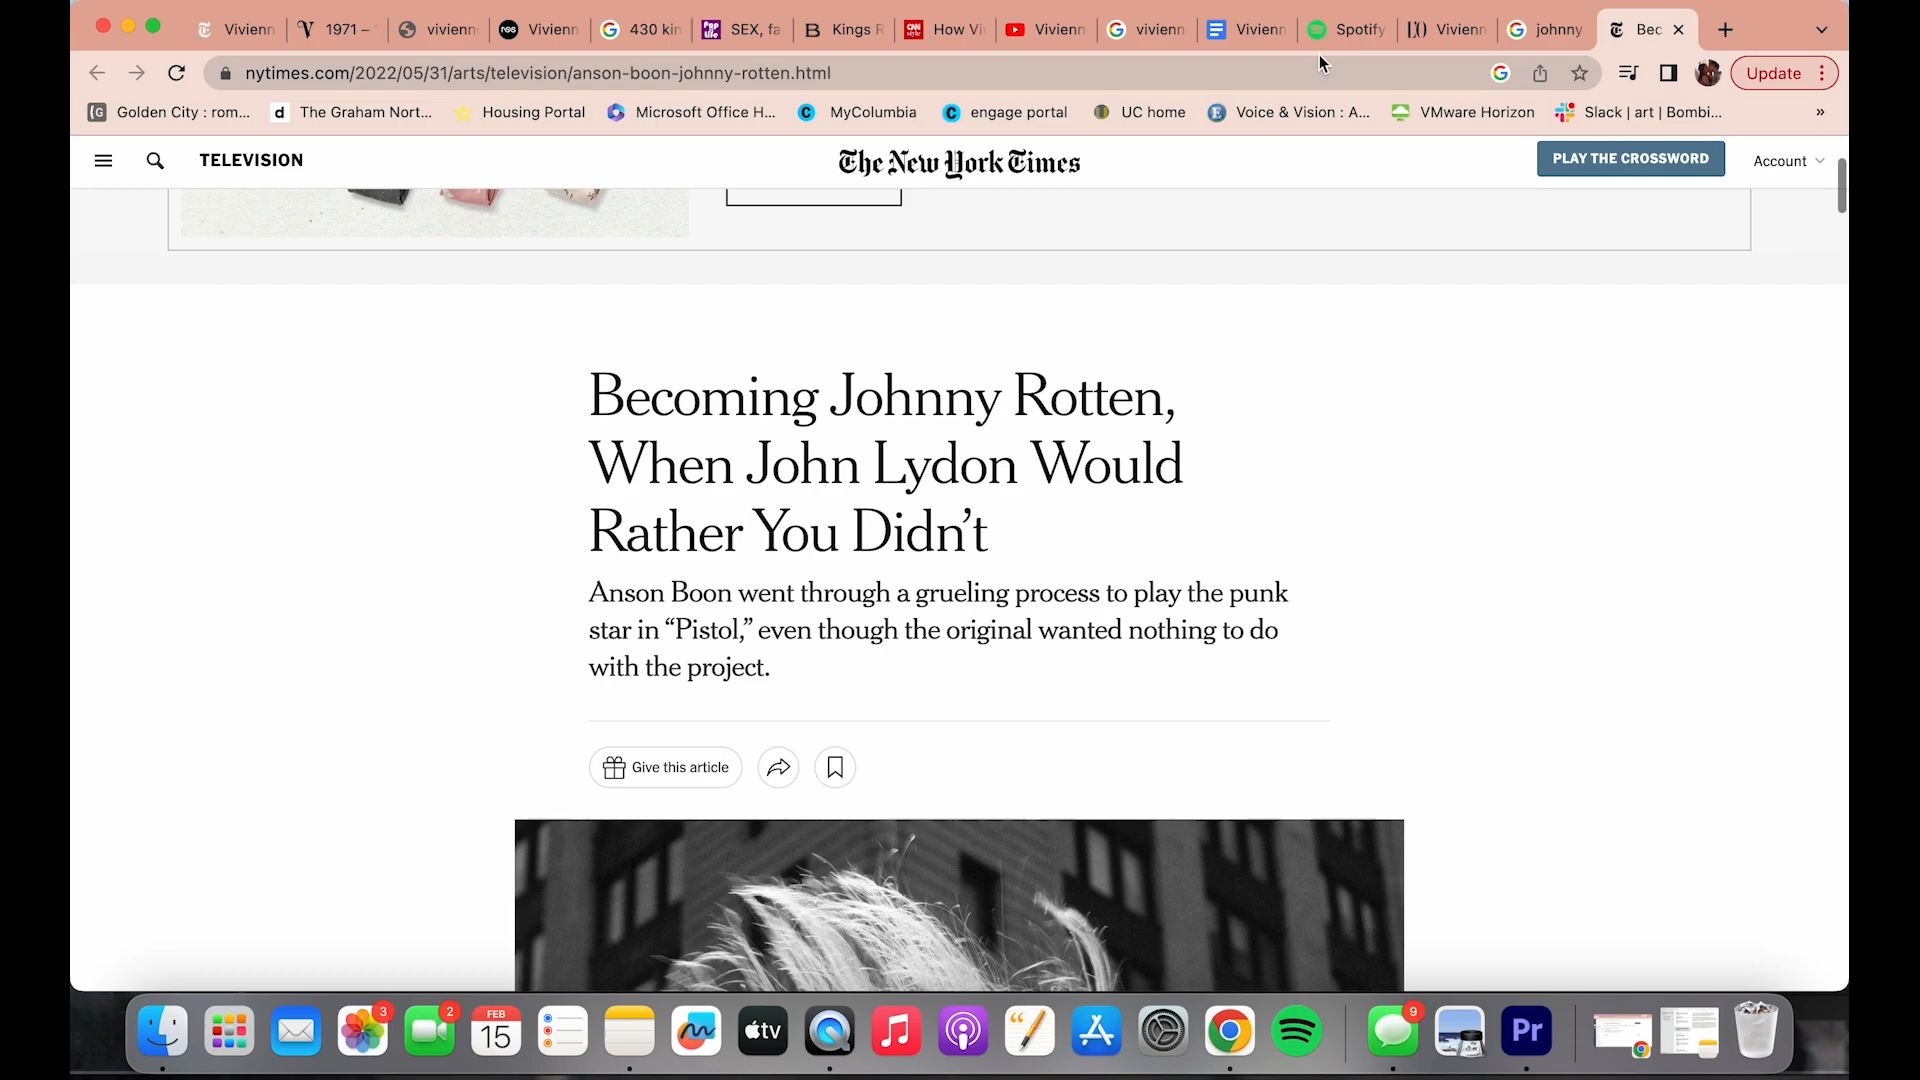 Vivienn
1971 –
vivienn
Vivienn
430 kin
SEX, fa
Kings R
How Vi
Vivienn
vivienn
Vivienn
Spotify
Vivienn
johnny
Bec
nytimes.com/2022/05/31/arts/television/anson-boon-johnny-rotten.html
Update
Golden City : rom...
The Graham Nort...
Housing Portal
Microsoft Office H...
MyColumbia
engage portal
UC home
Voice & Vision : A...
VMware Horizon
Slack | art | Bombi...
»
TELEVISION
The New York Times
PLAY THE CROSSWORD
Account
Becoming Johnny Rotten,
When John Lydon Would
Rather You Didn’t
Anson Boon went through a grueling process to play the punk
star in “Pistol,” even though the original wanted nothing to do
with the project.
Give this article
3
2
FEB
15
tv
9
Pr